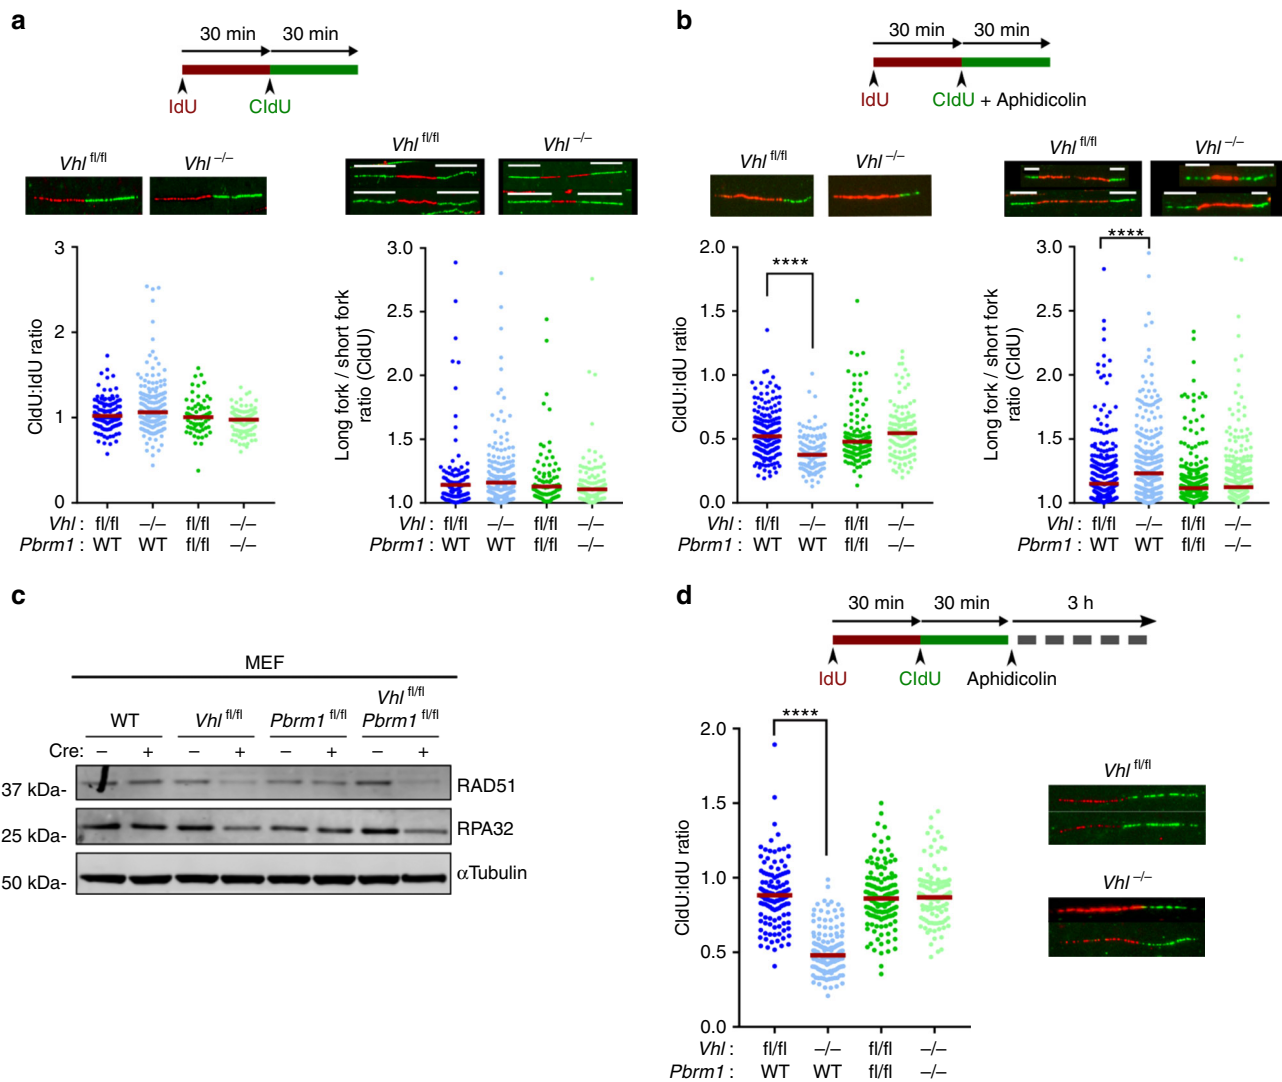 a
30 min 30 min
IdU CldU
Vhl fl/fl Vhl –/– Vhl fl/fl Vhl –/–
CldU:IdU ratio
3
2
1
0
Long fork / short fork
ratio (CldU)
3.0
2.5
2.0
1.5
1.0
Vhl : fl/fl –/– fl/fl –/–
Pbrm1 : WT WT fl/fl –/–
fl/fl –/– fl/fl –/–
WT WT fl/fl –/–
b
30 min 30 min
IdU CldU + Aphidicolin
Vhl fl/fl Vhl –/– Vhl fl/fl Vhl –/–
CldU:IdU ratio
2.0
1.5
1.0
0.5
0.0
****
Long fork / short fork
ratio (CldU)
3.0
2.5
2.0
1.5
1.0
****
Vhl : fl/fl –/– fl/fl –/–
Pbrm1 : WT WT fl/fl –/–
Vhl : fl/fl –/– fl/fl –/–
Pbrm1 : WT WT fl/fl –/–
c
MEF
WT Vhl fl/fl Pbrm1 fl/fl Vhl fl/fl
Pbrm1 fl/fl
Cre: – + – + – + – +
37 kDa- RAD51
25 kDa- RPA32
50 kDa- αTubulin
d
30 min 30 min 3 h
IdU CldU Aphidicolin
CldU:IdU ratio
2.0
1.5
1.0
0.5
0.0
****
Vhl fl/fl
Vhl –/–
Vhl : fl/fl –/– fl/fl –/–
Pbrm1 : WT WT fl/fl –/–